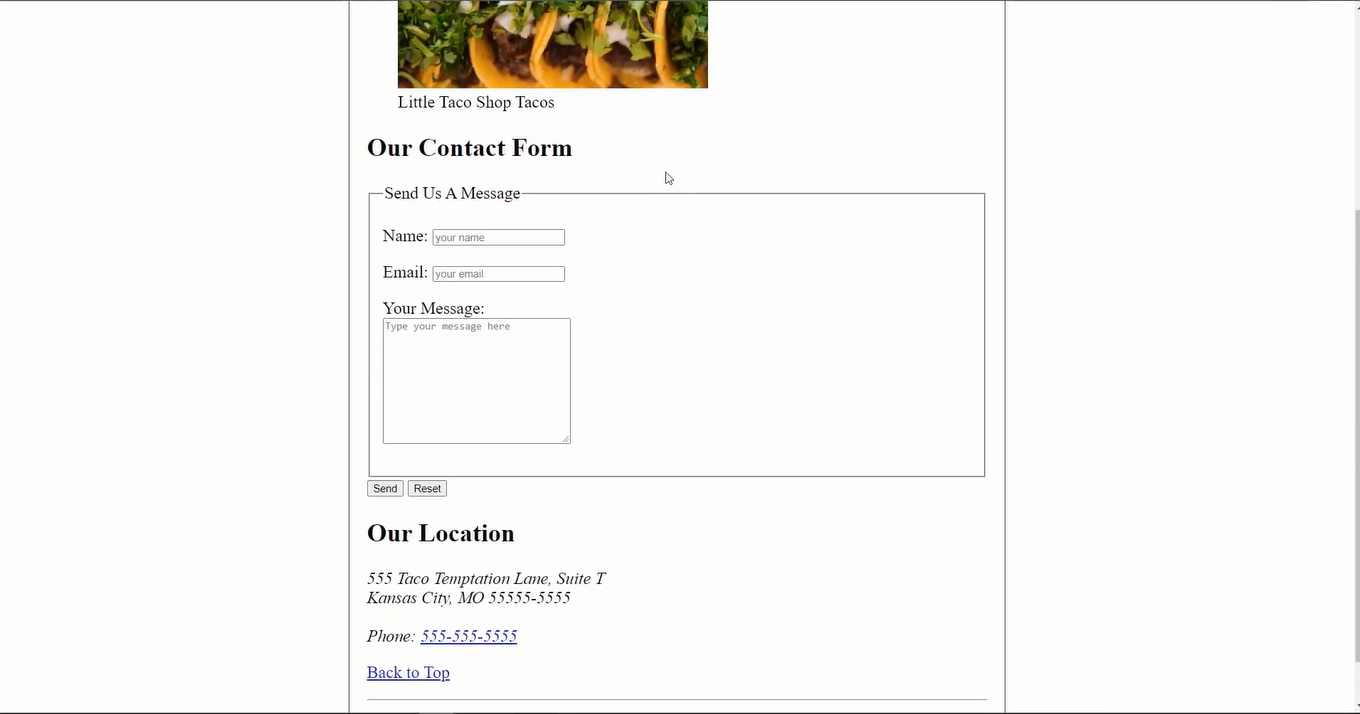 Little Taco Shop Tacos
Our Contact Form
Send Us A Message
Name: your name
Email: your email
Your Message:
Type your message here
Send Reset
Our Location
555 Taco Temptation Lane, Suite T
Kansas City, MO 55555-5555
Phone: 555-555-5555
Back to Top